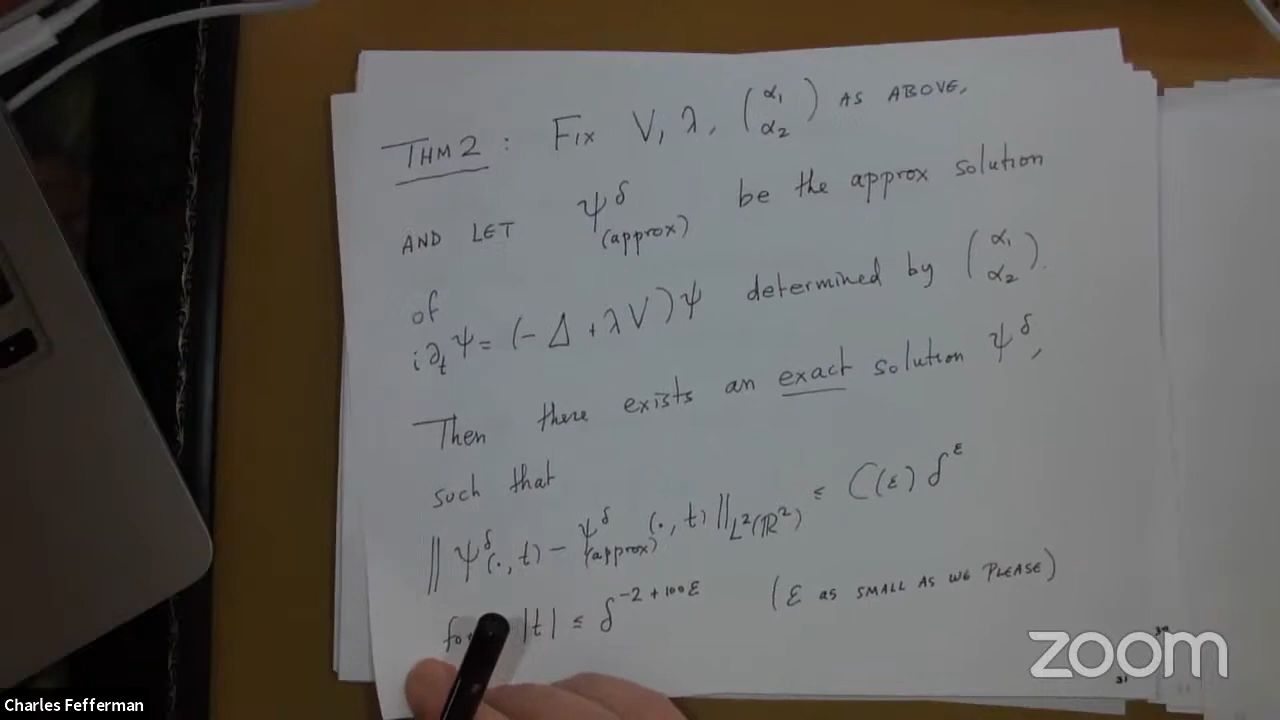 THM 2 : FIX V, λ, (α₁ α₂) AS ABOVE,
AND LET ψ^δ_(approx) be the approx solution
of
i∂_t ψ = (-Δ + λV)ψ determined by (α₁ α₂).
Then there exists an exact solution ψ^δ,
such that
‖ψ^δ(·,t) - ψ^δ_(approx)(·,t)‖_L²(ℝ²) ≤ C(ε) δ^ε
for |t| ≤ δ^{-2+100ε} (ε AS SMALL AS WE PLEASE)
31
zoom
Charles Fefferman